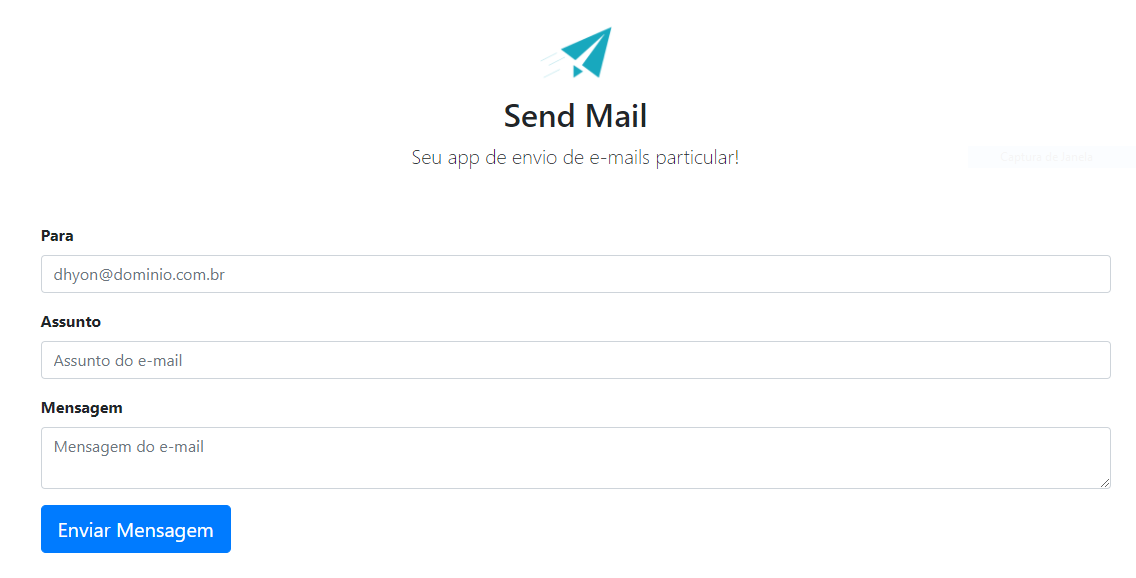 Send Mail
Seu app de envio de e-mails particular!
Captura de Janela
Para
dhyon@dominio.com.br
Assunto
Assunto do e-mail
Mensagem
Mensagem do e-mail
Enviar Mensagem